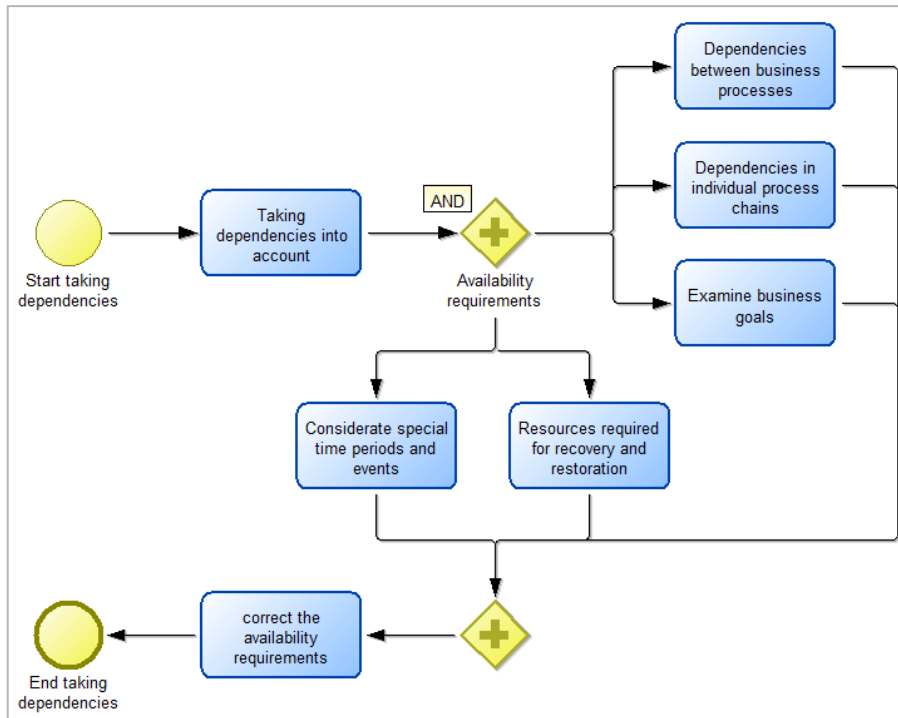 Dependencies
between business
processes
Dependencies in
individual process
chains
AND
Taking
dependencies into
account
Start taking
dependencies
Availability
requirements
Examine business
goals
Considerate special
time periods and
events
Resources required
for recovery and
restoration
correct the
availability
requirements
End taking
dependencies